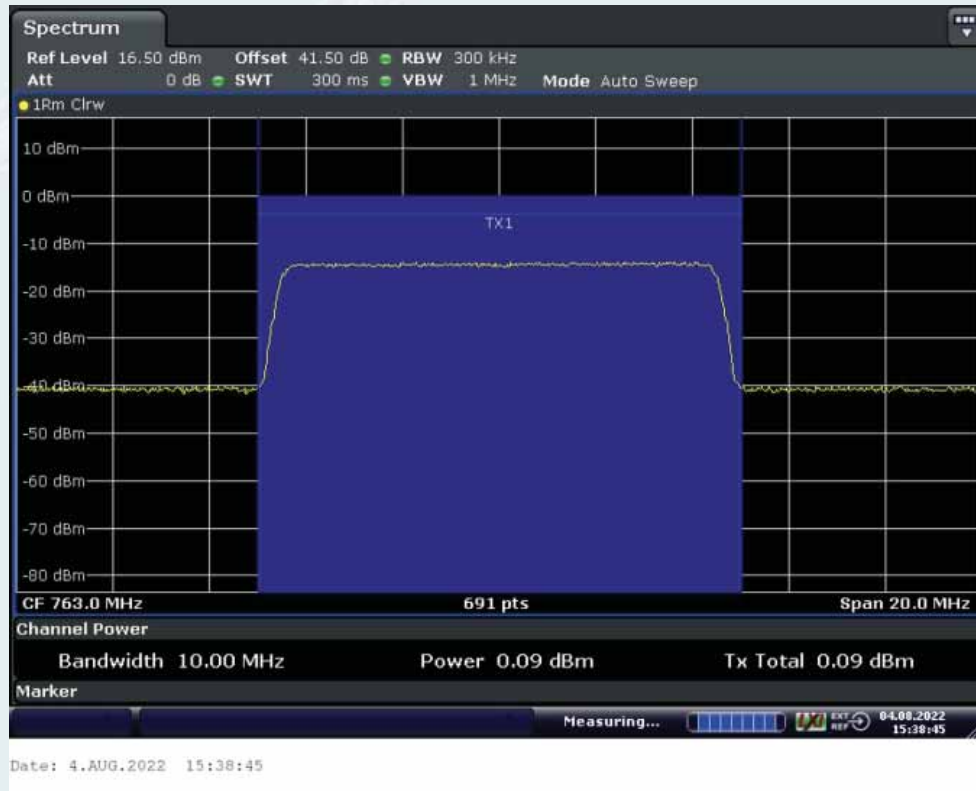 Spectrum
Ref Level 16.50 dBm Offset 41.50 dB RBW 300 kHz
Att 0 dB SWT 300 ms VBW 1 MHz Mode Auto Sweep
1Rm Clrw
10 dBm
0 dBm
TX1
-10 dBm
-20 dBm
-30 dBm
-40 dBm
-50 dBm
-60 dBm
-70 dBm
-80 dBm
CF 763.0 MHz 691 pts Span 20.0 MHz
Channel Power
Bandwidth 10.00 MHz Power 0.09 dBm Tx Total 0.09 dBm
Marker
Measuring... EXT REF 04.08.2022
15:38:45
Date: 4.AUG.2022 15:38:45